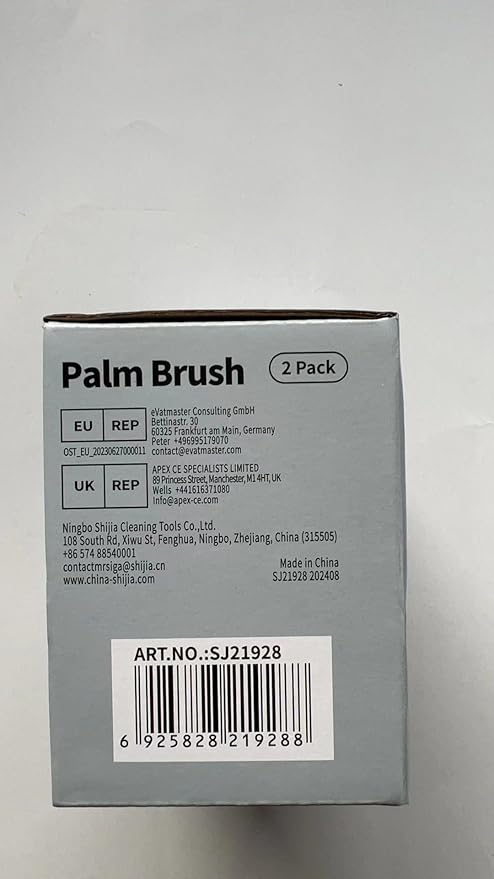 Palm Brush 2 Pack
EU REP
eVatmaster Consulting GmbH
Bettinastr. 30
60325 Frankfurt am Main, Germany
Peter +496995179070
OST_EU_20230627000011 contact@evatmaster.com
UK REP
APEX CE SPECIALISTS LIMITED
89 Princess Street, Manchester, M1 4HT, UK
Wells +441616371080
Info@apex-ce.com
Ningbo Shijia Cleaning Tools Co.,Ltd.
108 South Rd, Xiwu St, Fenghua, Ningbo, Zhejiang, China (315505)
+86 574 88540001
contactmrsiga@shijia.cn
www.china-shijia.com
Made in China
SJ21928 202408
ART.NO.:SJ21928
6 925828 219288